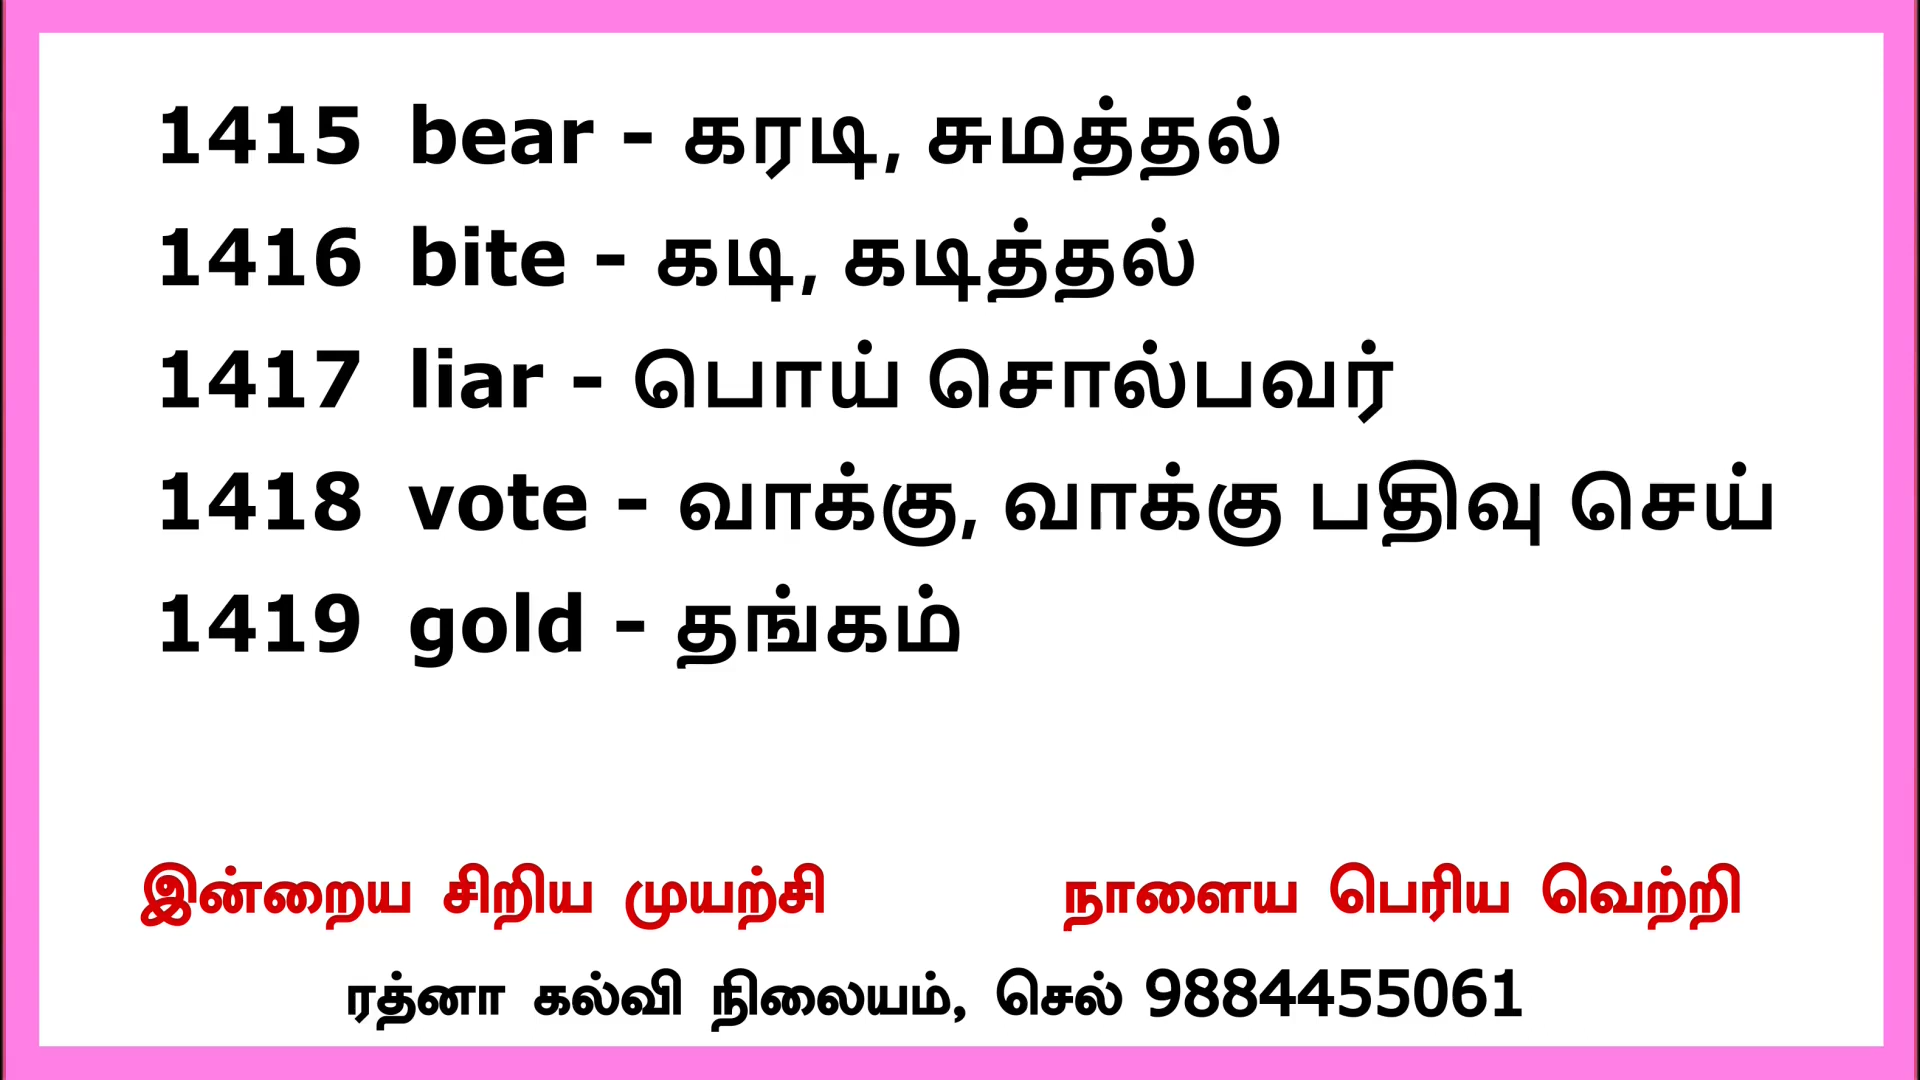 1415 bear - கரடி, சுமத்தல்
1416 bite - கடி, கடித்தல்
1417 liar - பொய் சொல்பவர்
1418 vote - வாக்கு, வாக்கு பதிவு செய்
1419 gold - தங்கம்
இன்றைய சிறிய முயற்சி நாளைய பெரிய வெற்றி
ரத்னா கல்வி நிலையம், செல் 9884455061